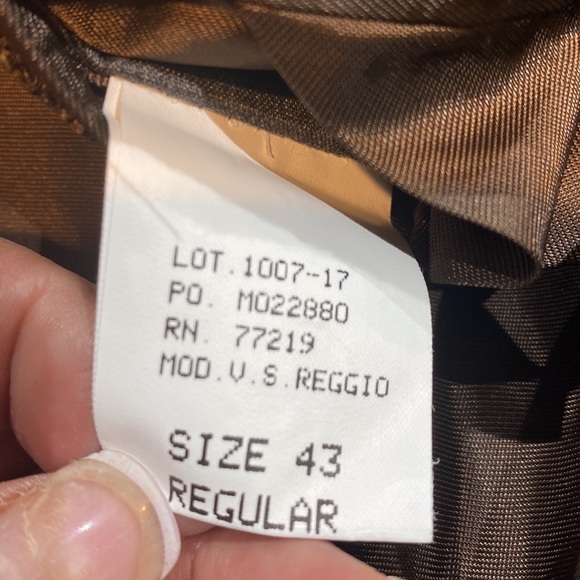 LOT.1007-17
PO. M022880
RN. 77219
MOD.V.S.REGGIO
SIZE 43
REGULAR